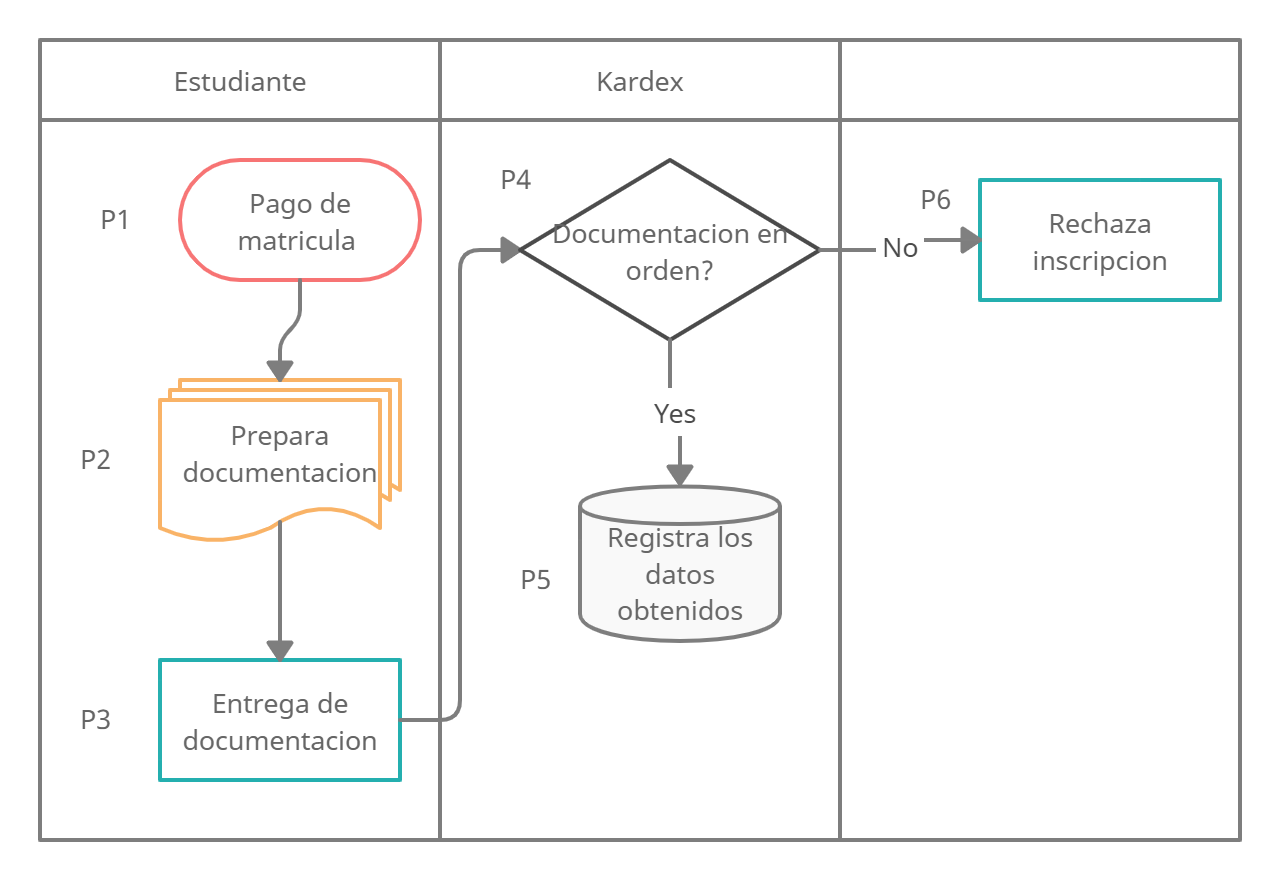 Estudiante
Kardex
P1
Pago de
matricula
P2
Prepara
documentacion
P3
Entrega de
documentacion
P4
Documentacion en
orden?
Yes
P5
Registra los
datos
obtenidos
No
P6
Rechaza
inscripcion